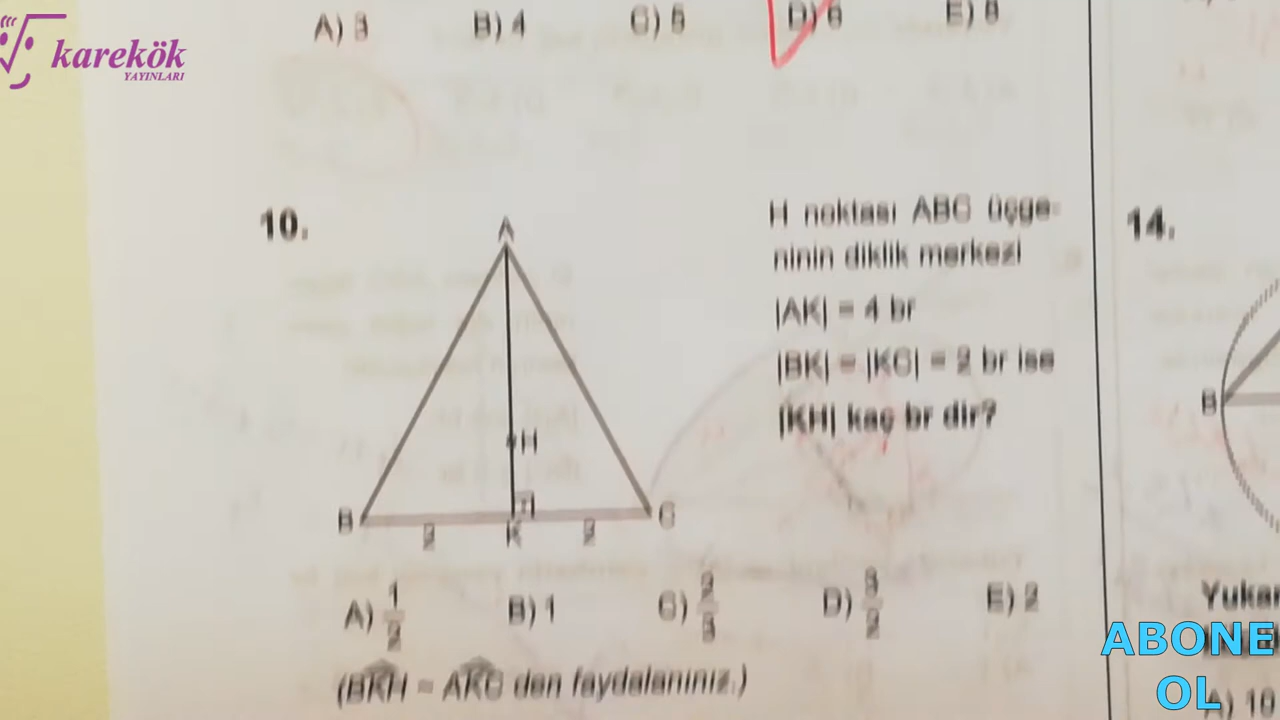 karekök
YAYINLARI
A) 3 B) 4 C) 5 D) 6 E) 8
10.
H noktası ABC üçge-
ninin diklik merkezi
|AK| = 4 br
|BK| = |KC| = 2 br ise
|KH| kaç br dir?
A
H
B
2
K
2
C
A) 1/2 B) 1 C) 2/3 D) 3/2 E) 2
(BKH = AKC den faydalanınız.)
14.
B
ABONE
OL
A) 10